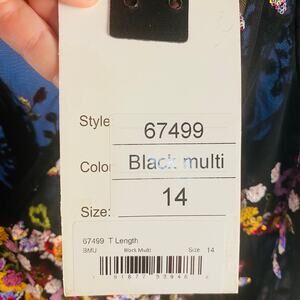 Style
67499
Color
Black multi
Size:
14
67499 T Length
BMU Black Multi Size 14